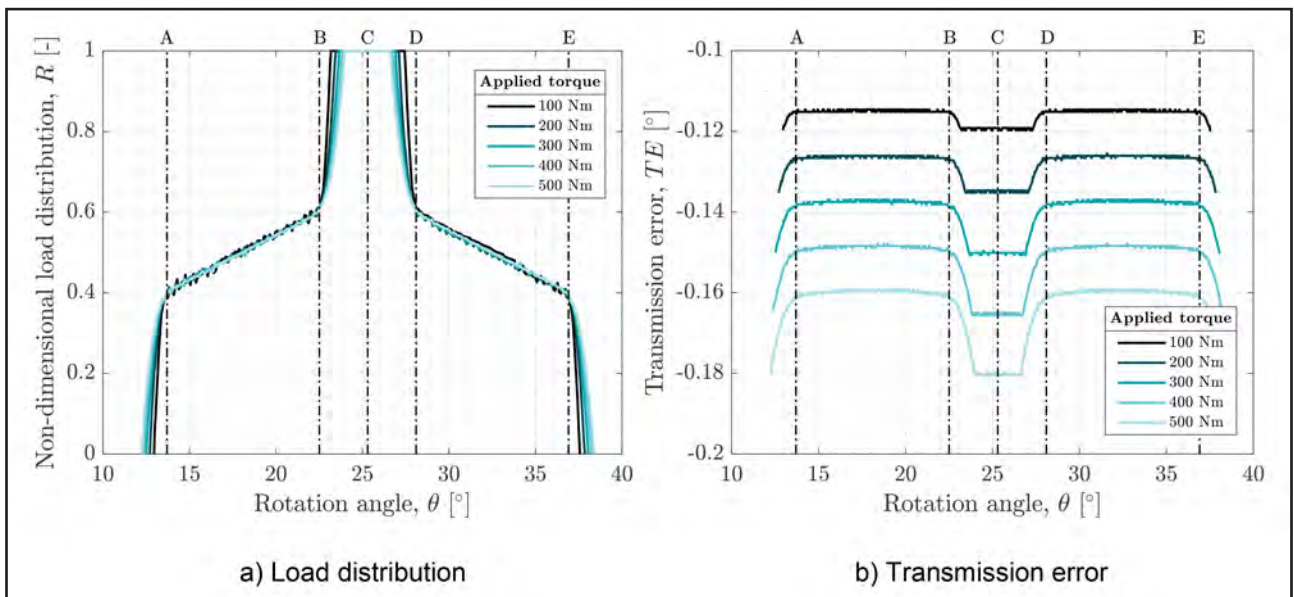 A B C D E
Non-dimensional load distribution, R [-]
1
0.8
0.6
0.4
0.2
0
10 15 20 25 30 35 40
Rotation angle, θ [°]
Applied torque
100 Nm
200 Nm
300 Nm
400 Nm
500 Nm
a) Load distribution
A B C D E
Transmission error, TE [°]
-0.1
-0.12
-0.14
-0.16
-0.18
-0.2
10 15 20 25 30 35 40
Rotation angle, θ [°]
Applied torque
100 Nm
200 Nm
300 Nm
400 Nm
500 Nm
b) Transmission error